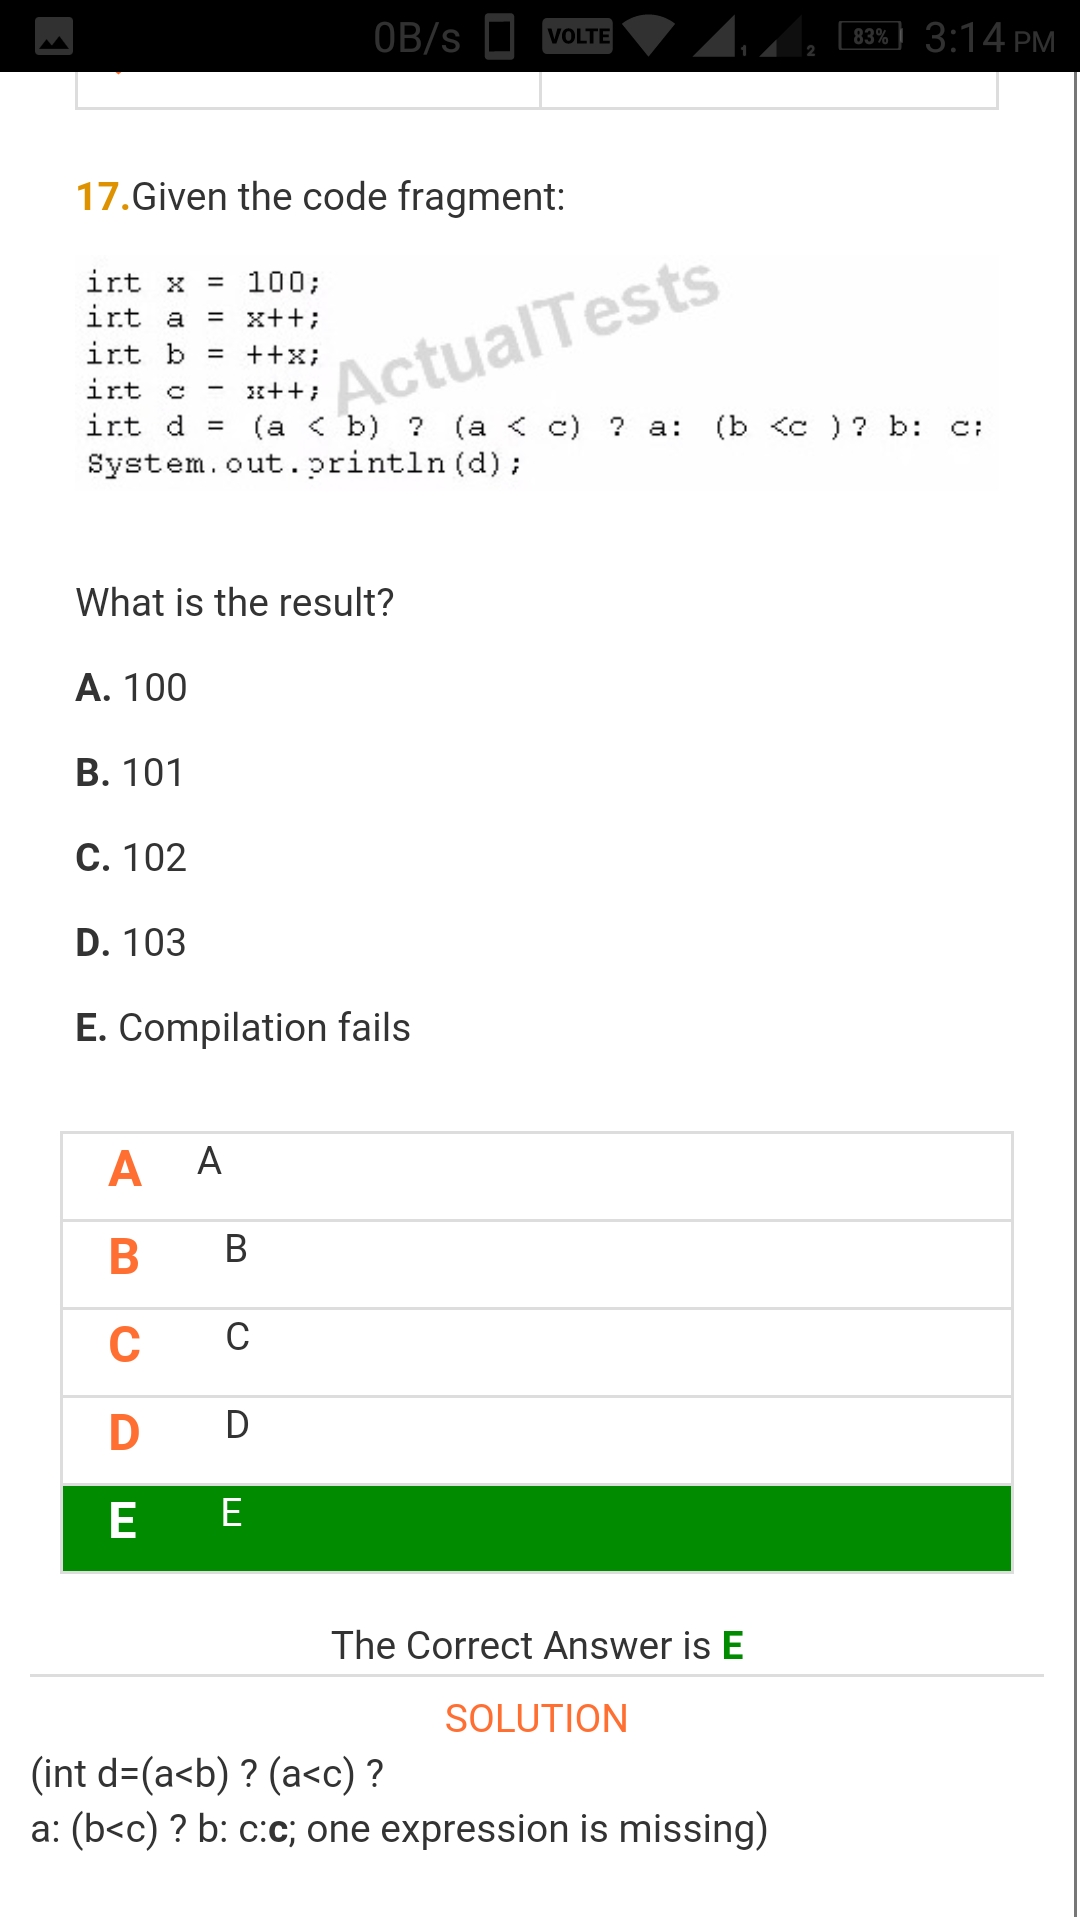 0B/s VOLTE 1 2 83% 3:14 PM
17.Given the code fragment:
int x = 100;
int a = x++;
int b = ++x;
int c = x++;
int d = (a < b) ? (a < c) ? a: (b <c )? b: c;
System.out.println(d);
ActualTests
What is the result?
A. 100
B. 101
C. 102
D. 103
E. Compilation fails
A A
B B
C C
D D
E E
The Correct Answer is E
SOLUTION
(int d=(a<b) ? (a<c) ?
a: (b<c) ? b: c:c; one expression is missing)